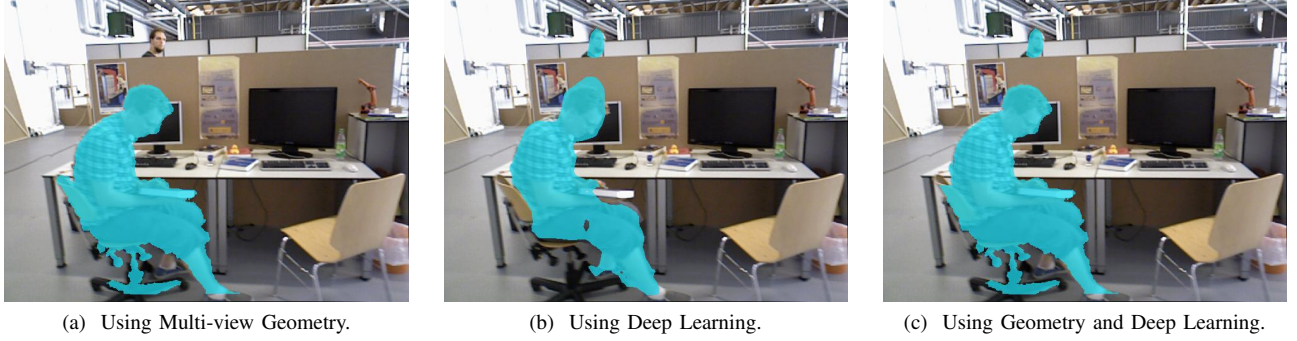 (a) Using Multi-view Geometry.
(b) Using Deep Learning.
(c) Using Geometry and Deep Learning.